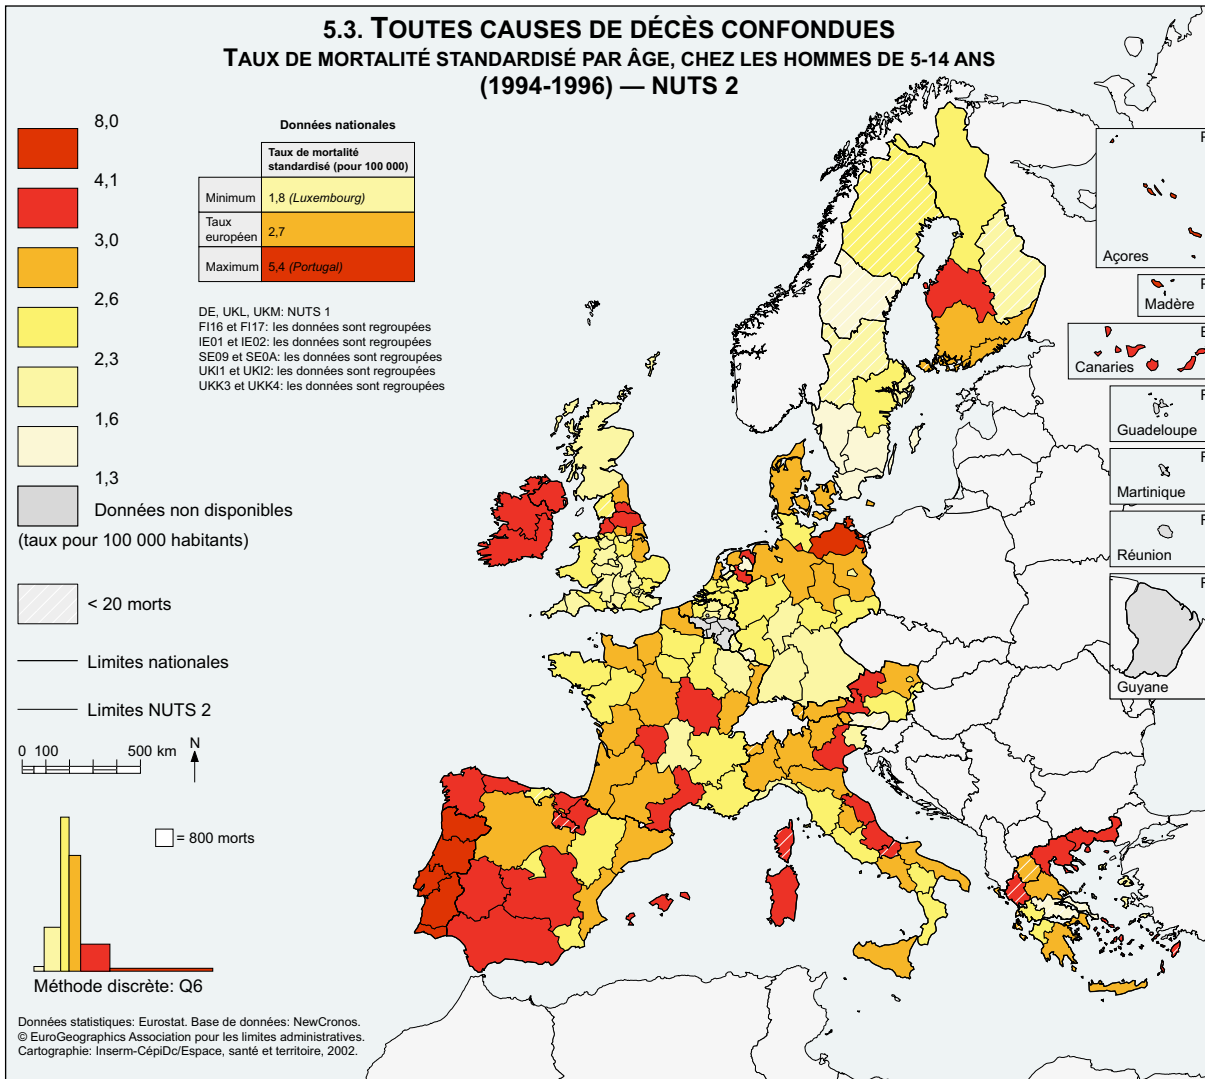 5.3. TOUTES CAUSES DE DÉCÈS CONFONDUES
TAUX DE MORTALITÉ STANDARDISÉ PAR ÂGE, CHEZ LES HOMMES DE 5-14 ANS
(1994-1996) — NUTS 2
8,0
4,1
3,0
2,6
2,3
1,6
1,3
Données non disponibles
(taux pour 100 000 habitants)
< 20 morts
Limites nationales
Limites NUTS 2
0 100 500 km
N
Données nationales
Taux de mortalité
standardisé (pour 100 000)
Minimum 1,8 (Luxembourg)
Taux
européen 2,7
Maximum 5,4 (Portugal)
DE, UKL, UKM: NUTS 1
FI16 et FI17: les données sont regroupées
IE01 et IE02: les données sont regroupées
SE09 et SE0A: les données sont regroupées
UKI1 et UKI2: les données sont regroupées
UKK3 et UKK4: les données sont regroupées
P
Açores
P
Madère
E
Canaries
F
Guadeloupe
F
Martinique
F
Réunion
F
Guyane
= 800 morts
Méthode discrète: Q6
Données statistiques: Eurostat. Base de données: NewCronos.
© EuroGeographics Association pour les limites administratives.
Cartographie: Inserm-CépiDc/Espace, santé et territoire, 2002.